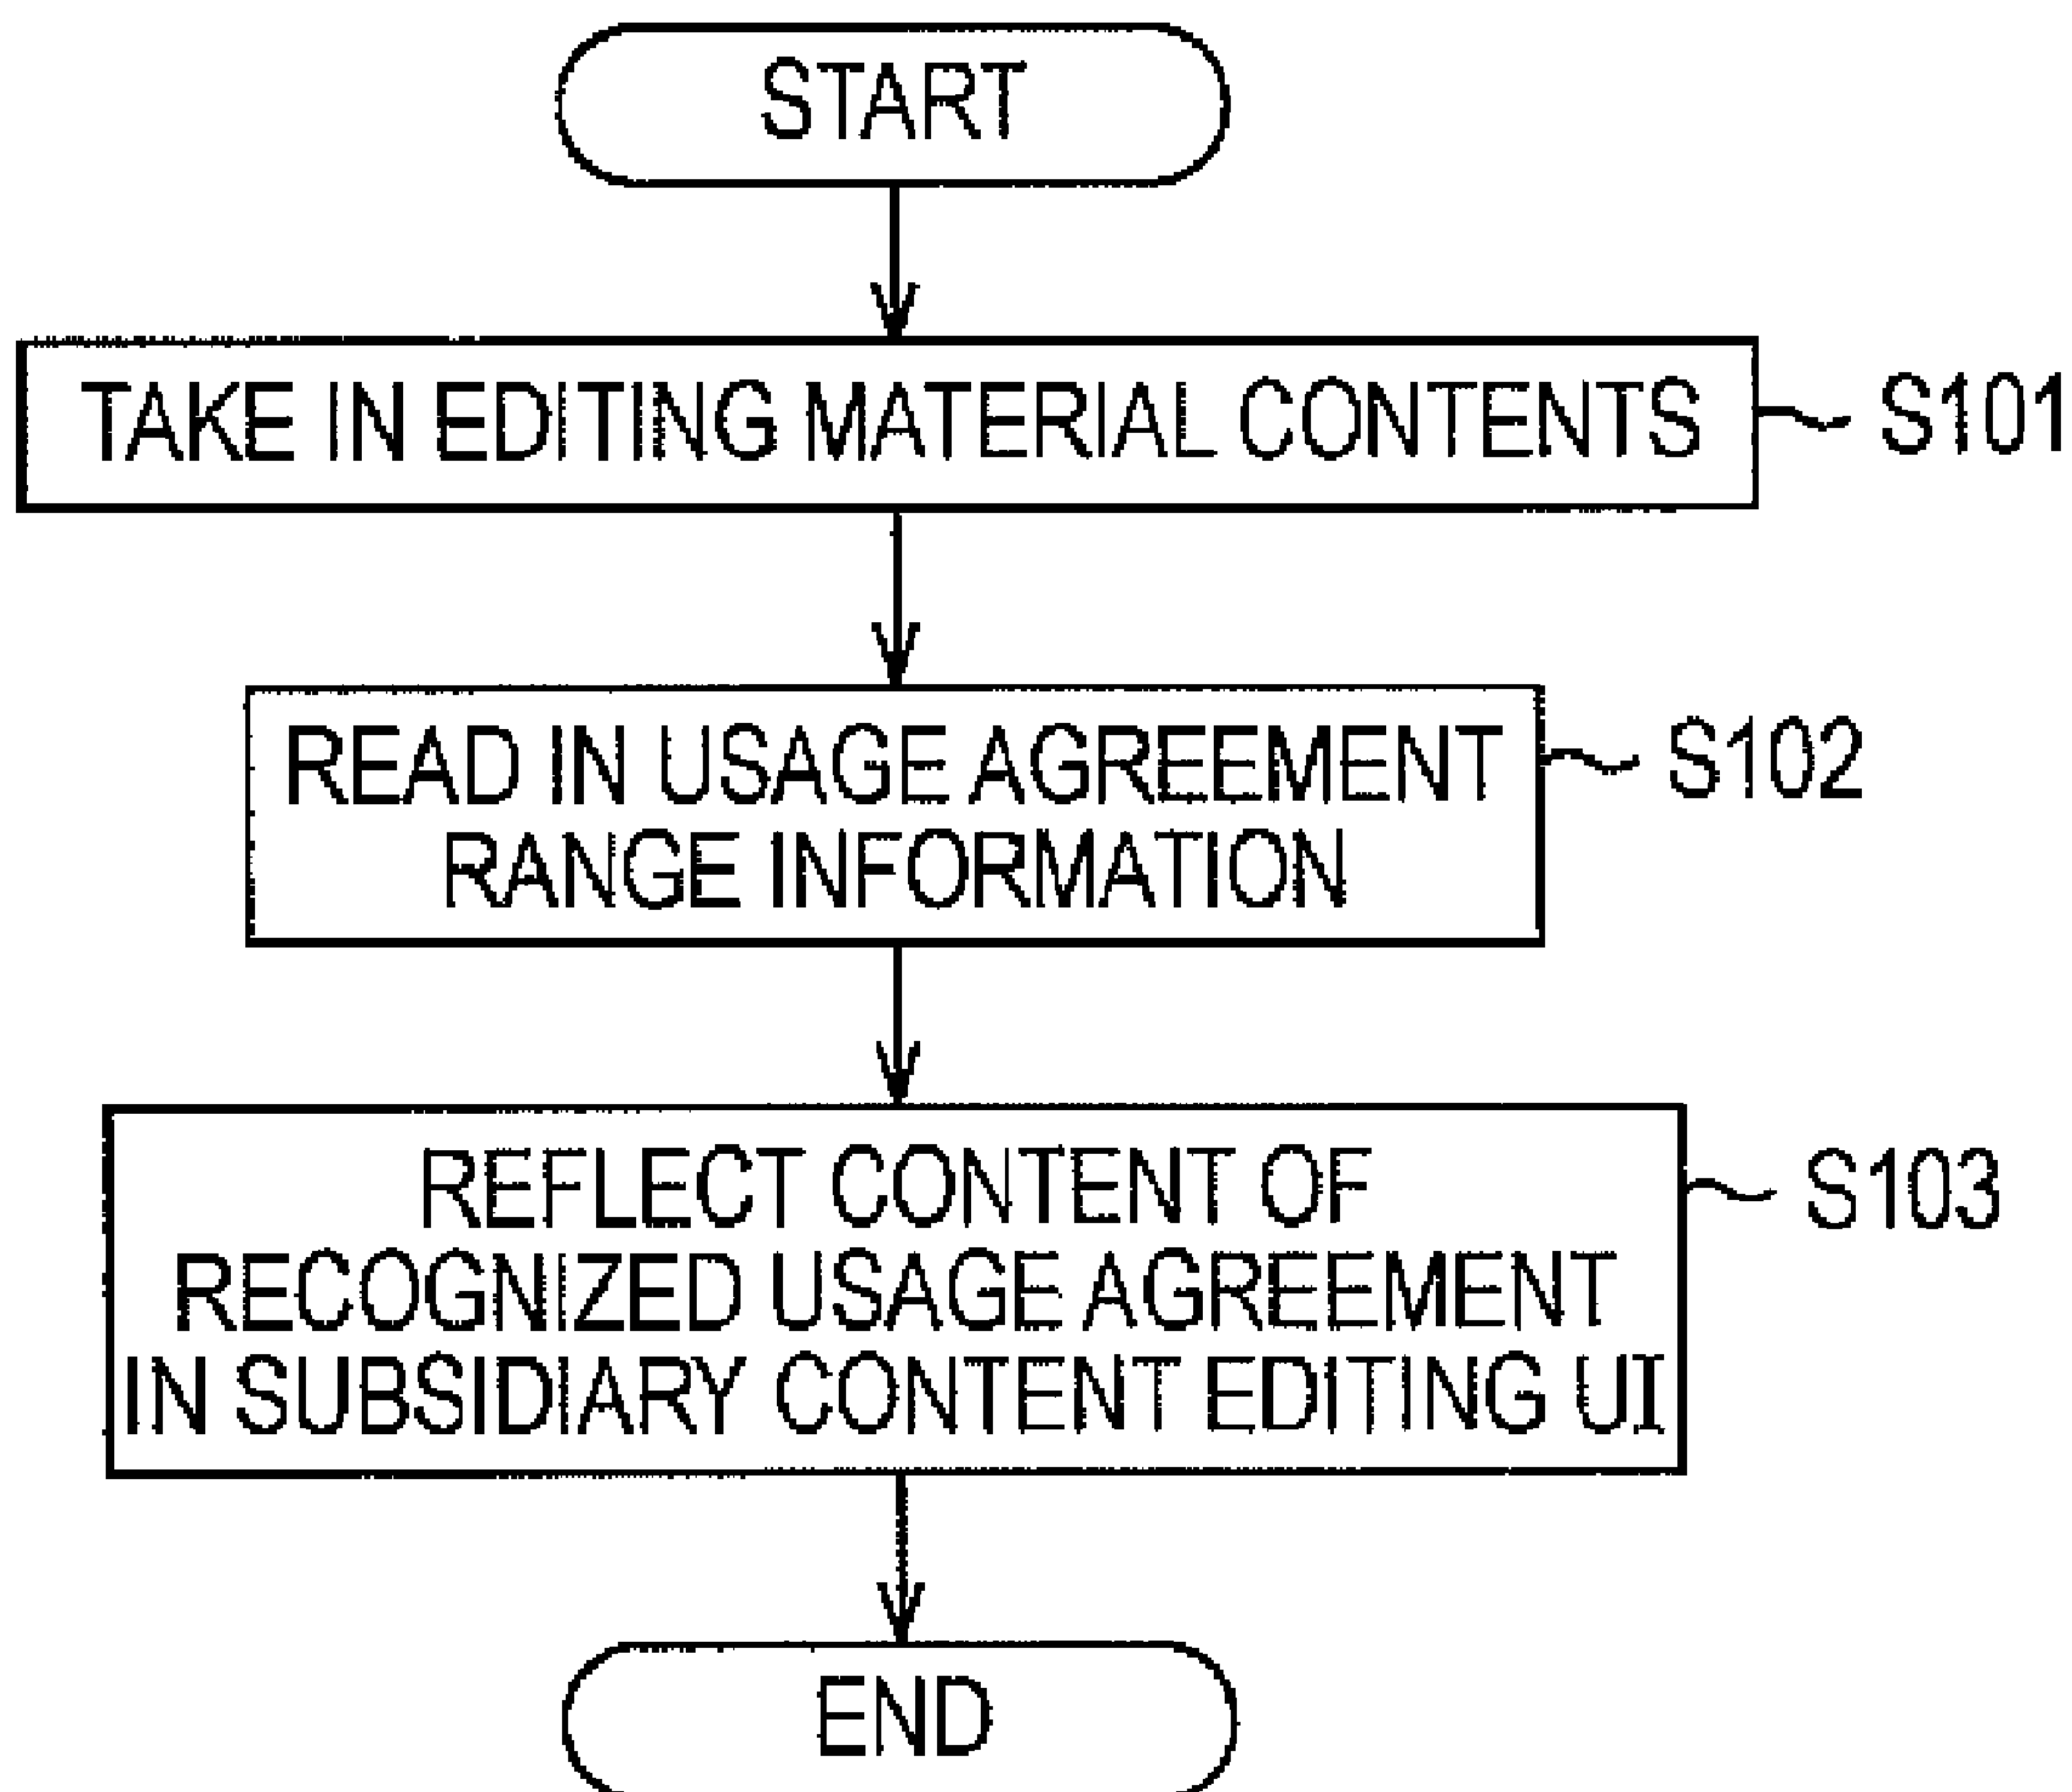 START
TAKE IN EDITING MATERIAL CONTENTS
S101
READ IN USAGE AGREEMENT
S102
RANGE INFORMATION
REFLECT CONTENT OF
S103
RECOGNIZED USAGE AGREEMENT
IN SUBSIDIARY CONTENT EDITING UI
END